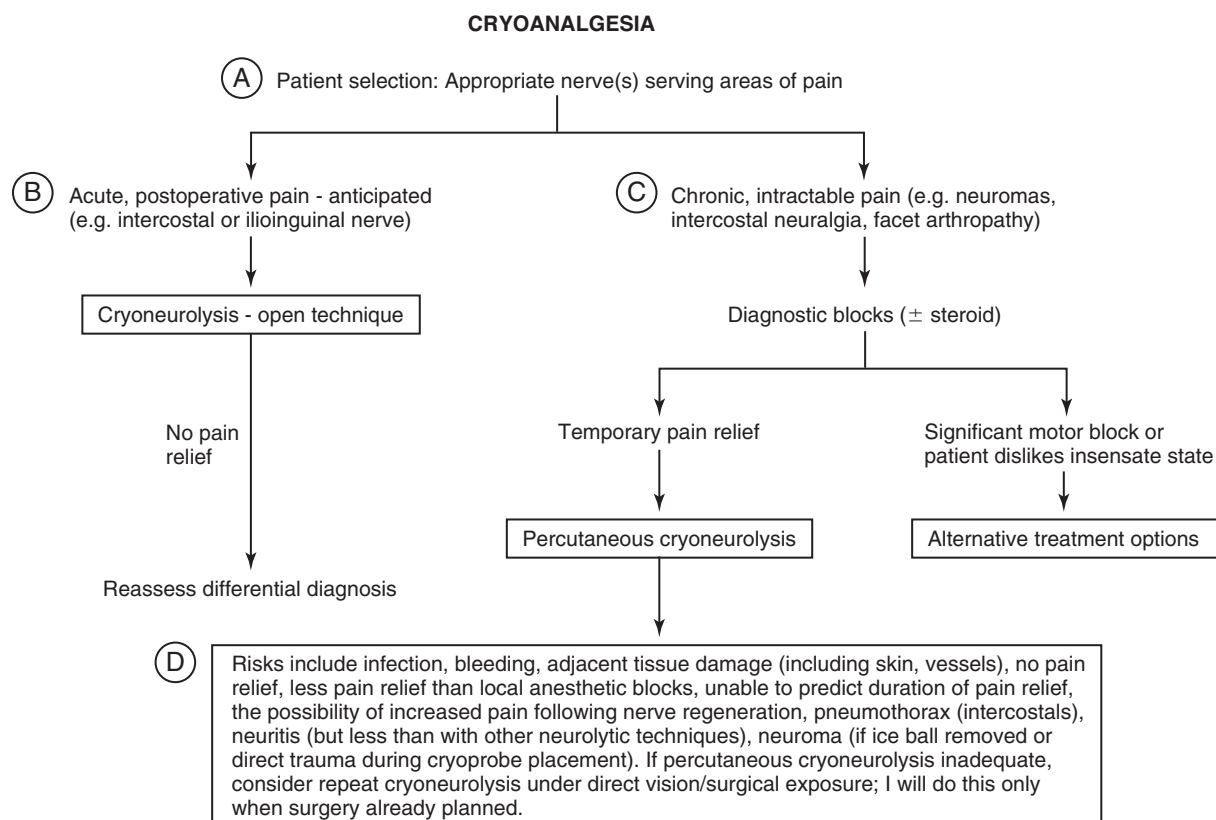 CRYOANALGESIA
A Patient selection: Appropriate nerve(s) serving areas of pain
B Acute, postoperative pain - anticipated
(e.g. intercostal or ilioinguinal nerve)
C Chronic, intractable pain (e.g. neuromas,
intercostal neuralgia, facet arthropathy)
Cryoneurolysis - open technique
Diagnostic blocks (± steroid)
No pain
relief
Temporary pain relief
Significant motor block or
patient dislikes insensate state
Percutaneous cryoneurolysis
Alternative treatment options
Reassess differential diagnosis
D Risks include infection, bleeding, adjacent tissue damage (including skin, vessels), no pain
relief, less pain relief than local anesthetic blocks, unable to predict duration of pain relief,
the possibility of increased pain following nerve regeneration, pneumothorax (intercostals),
neuritis (but less than with other neurolytic techniques), neuroma (if ice ball removed or
direct trauma during cryoprobe placement). If percutaneous cryoneurolysis inadequate,
consider repeat cryoneurolysis under direct vision/surgical exposure; I will do this only
when surgery already planned.